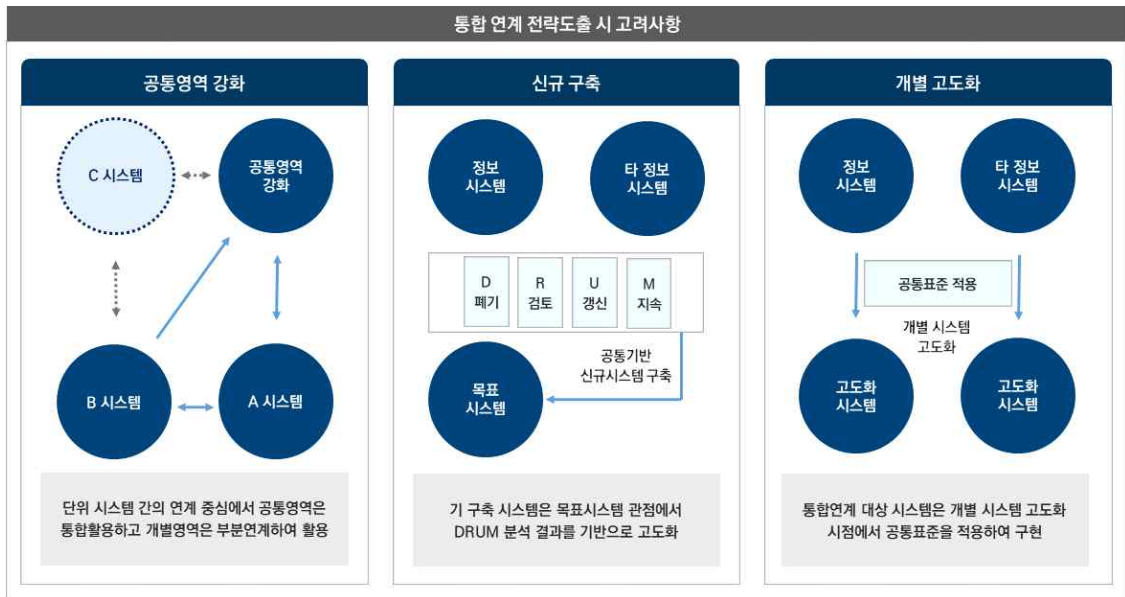 통합 연계 전략도출 시 고려사항
공통영역 강화
C 시스템
공통영역
강화
B 시스템
A 시스템
단위 시스템 간의 연계 중심에서 공통영역은
통합활용하고 개별영역은 부분연계하여 활용
신규 구축
정보
시스템
타 정보
시스템
D
폐기
R
검토
U
갱신
M
지속
공통기반
신규시스템 구축
목표
시스템
기 구축 시스템은 목표시스템 관점에서
DRUM 분석 결과를 기반으로 고도화
개별 고도화
정보
시스템
타 정보
시스템
공통표준 적용
개별 시스템
고도화
고도화
시스템
고도화
시스템
통합연계 대상 시스템은 개별 시스템 고도화
시점에서 공통표준을 적용하여 구현